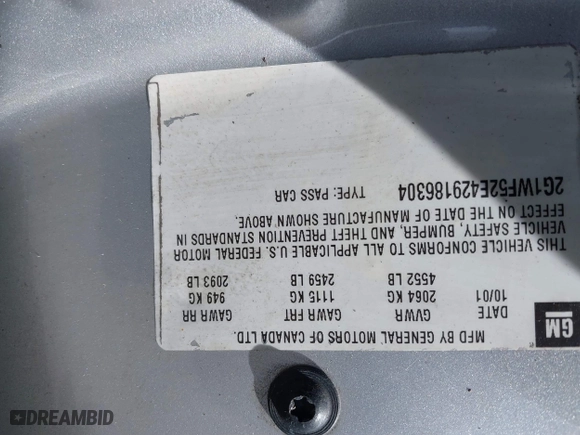 GM
MFD BY GENERAL MOTORS OF CANADA LTD.
DATE GVWR GAWR FRT GAWR RR
10/01 2064 KG 1115 KG 949 KG
4552 LB 2459 LB 2093 LB
THIS VEHICLE CONFORMS TO ALL APPLICABLE U.S. FEDERAL MOTOR
VEHICLE SAFETY, BUMPER, AND THEFT PREVENTION STANDARDS IN
EFFECT ON THE DATE OF MANUFACTURE SHOWN ABOVE.
2G1WF52E429186304 TYPE: PASS CAR
DREAMBID